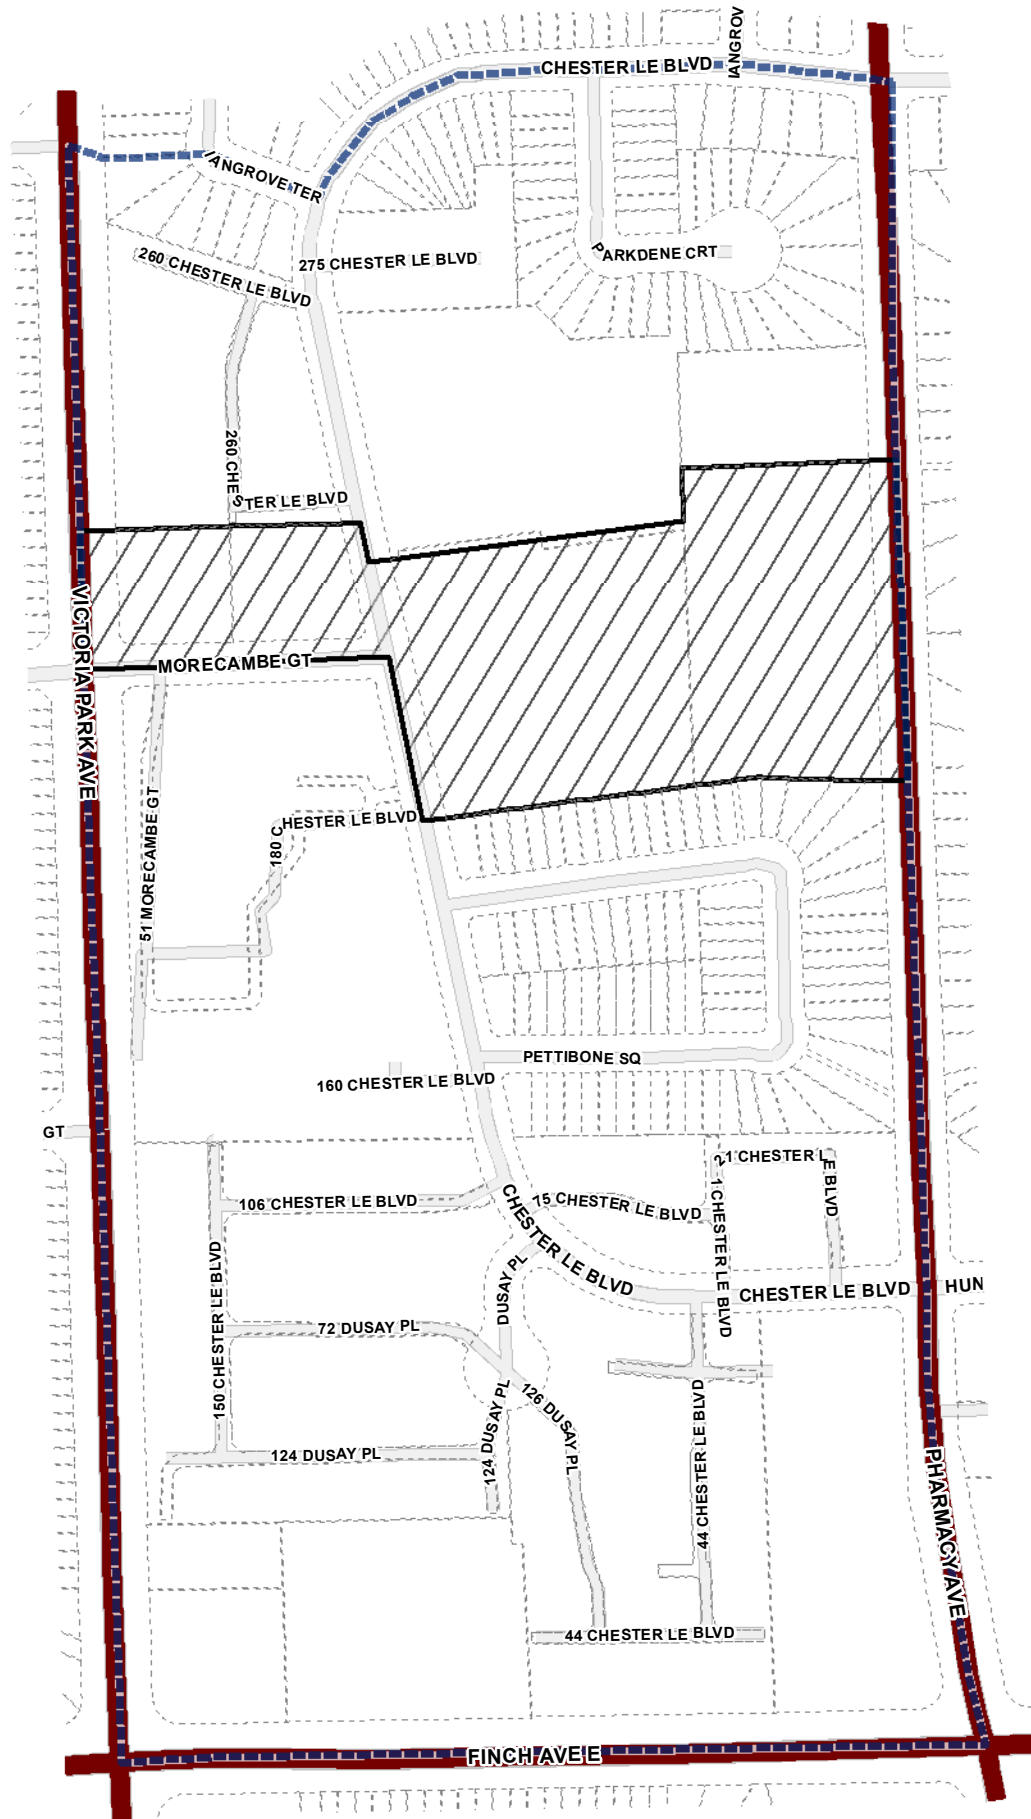 IANGROV
CHESTER LE BLVD
IANGROVE TER
260 CHESTER LE BLVD
275 CHESTER LE BLVD
PARKDENE CRT
260 CHESTER LE BLVD
VICTORIA PARK AVE
MORECAMBE GT
51 MORECAMBE GT
180 CHESTER LE BLVD
PETTIBONE SQ
160 CHESTER LE BLVD
GT
21 CHESTER LE BLVD
106 CHESTER LE BLVD
75 CHESTER LE BLVD
21 CHESTER LE BLVD
CHESTER LE BLVD
DUSAY PL
150 CHESTER LE BLVD
CHESTER LE BLVD
HUN
72 DUSAY PL
126 DUSAY PL
124 DUSAY PL
124 DUSAY PL
44 CHESTER LE BLVD
PHARMACY AVE
44 CHESTER LE BLVD
FINCH AVE E